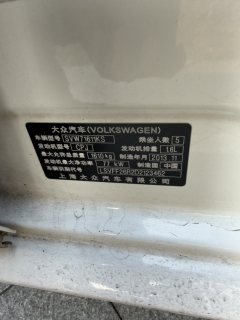 大众汽车(VOLKSWAGEN)
车辆型号 SVW71611KS 乘坐人数 5
发动机型号 CPJ 发动机排量 1.6L
最大允许总质量 1610kg 制造年月 2013 11
发动机最大净功率 77 kW 制造国 中国
车辆识别代号 LSVFF26R2D2123462
上海大众汽车有限公司